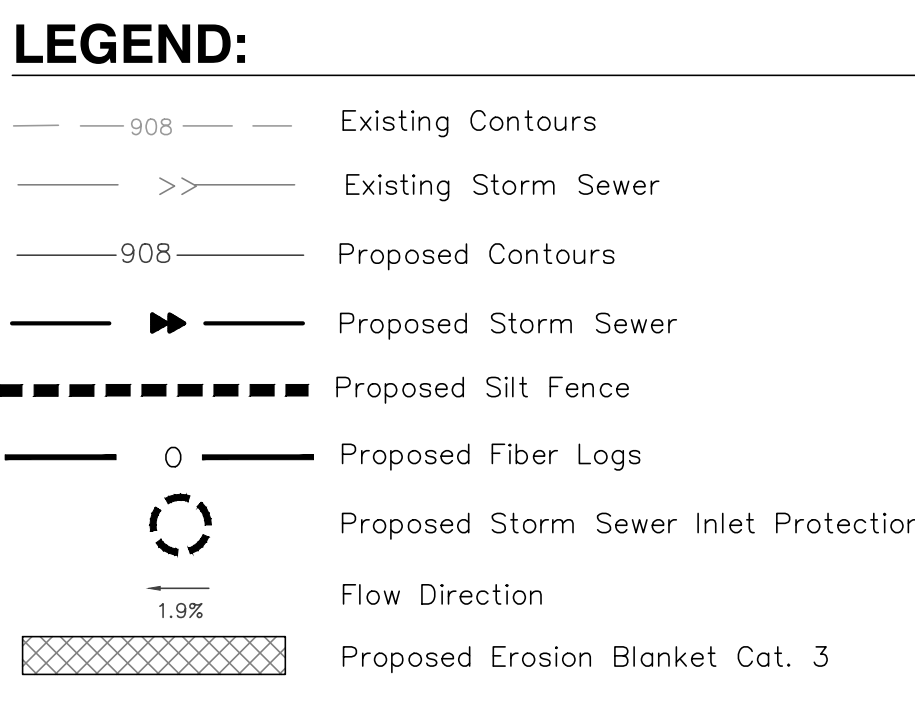 LEGEND:
908 Existing Contours
>> Existing Storm Sewer
908 Proposed Contours
Proposed Storm Sewer
Proposed Silt Fence
O Proposed Fiber Logs
Proposed Storm Sewer Inlet Protection
Flow Direction
1.9%
Proposed Erosion Blanket Cat. 3